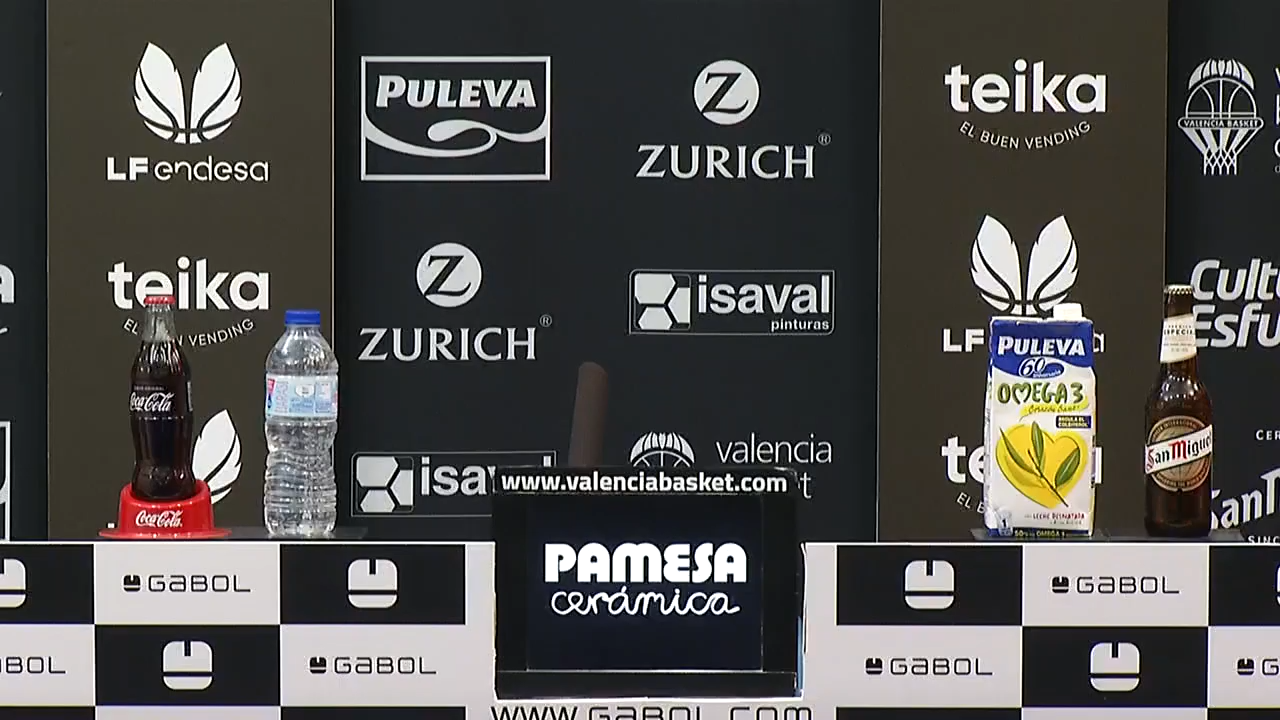 LF endesa
PULEVA
Z
ZURICH®
teika
EL BUEN VENDING
VALENCIA BASKET
teika
VENDING
Z
ZURICH®
isaval
pinturas
LF
Coca-Cola
Coca-Cola
isaval
valencia
www.valenciabasket.com
PAMESA
cerámica
PULEVA
60
OMEGA 3
San Miguel
GABOL
GABOL
GABOL
GABOL
www.GABOL.com